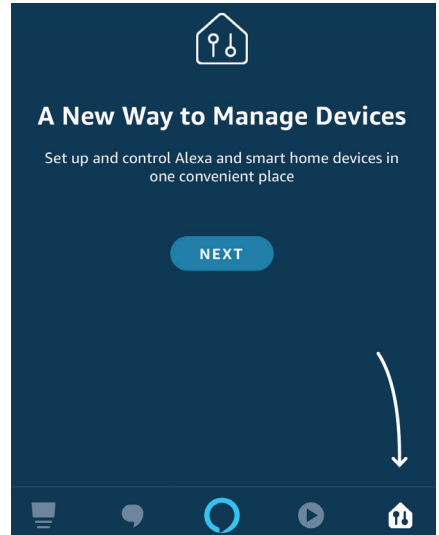 A New Way to Manage Devices
Set up and control Alexa and smart home devices in
one convenient place
NEXT